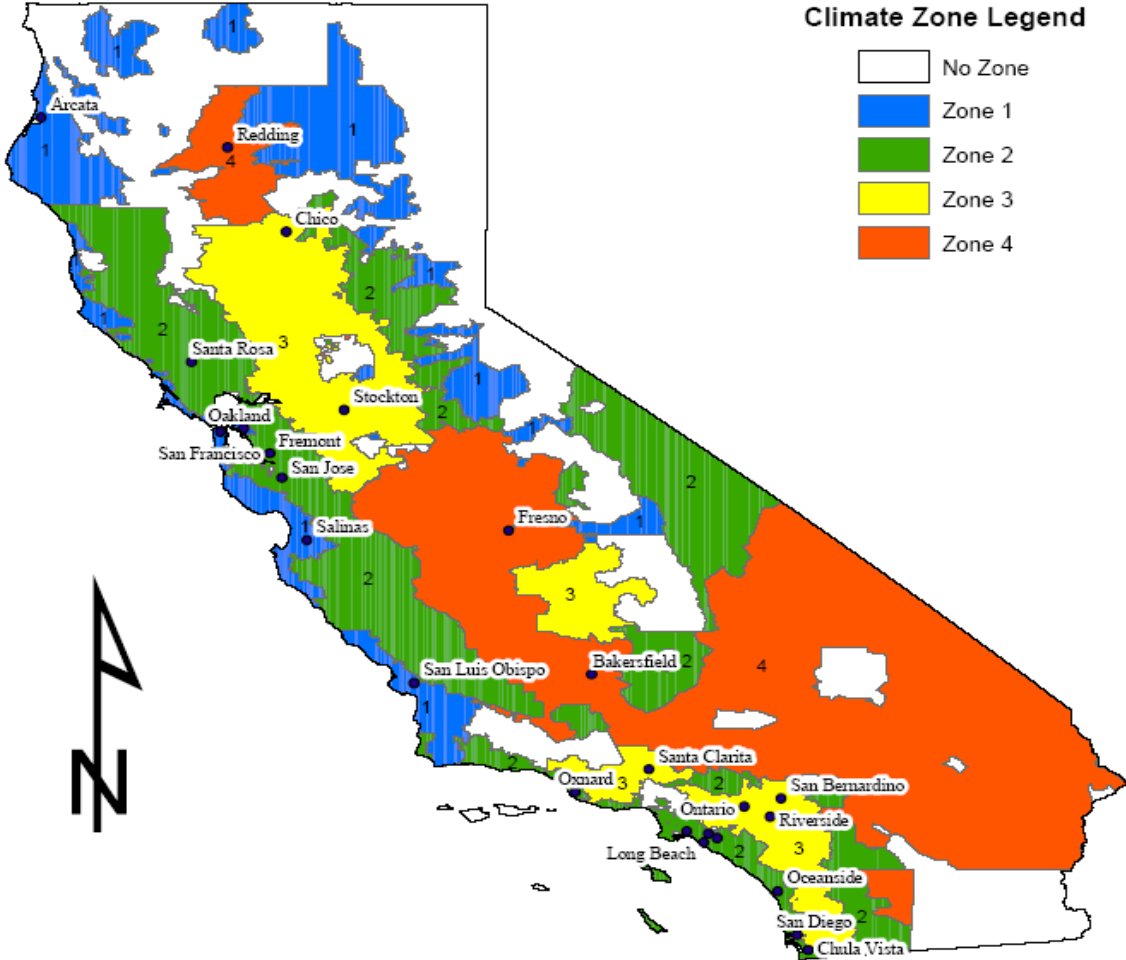 Climate Zone Legend
No Zone
Zone 1
Zone 2
Zone 3
Zone 4
1
1
Arcata
1
Redding
1
4
Chico
1
2
1
2
Santa Rosa
3
1
Stockton
2
Oakland
1
San Francisco
Fremont
San Jose
2
1
Salinas
Fresno
1
2
3
San Luis Obispo
Bakersfield
2
4
1
N
2
Santa Clarita
Oxnard
3
2
San Bernardino
Ontario
Riverside
Long Beach
2
3
Oceanside
2
San Diego
Chula Vista